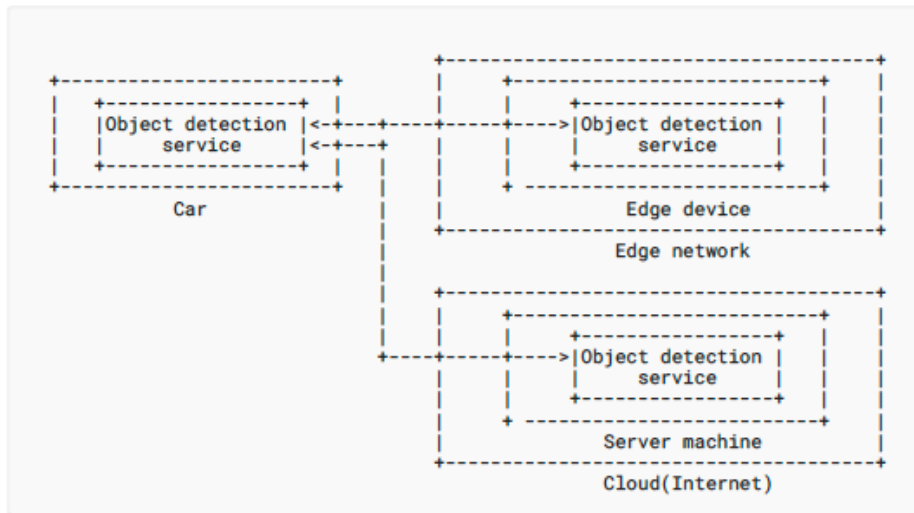 Object detection
service
Object detection
service
Car
Edge device
Edge network
Object detection
service
Server machine
Cloud(Internet)